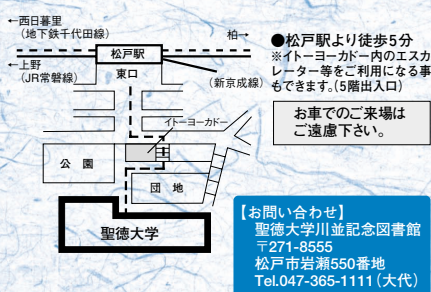 ←西日暮里
（地下鉄千代田線）
柏→
松戸駅
←上野
（JR常磐線）
東口
（新京成線）
イトーヨーカドー
公 園
団 地
聖徳大学
●松戸駅より徒歩5分
※イトーヨーカドー内のエスカ
レーター等をご利用になる事
もできます。(5階出入口)
お車でのご来場は
ご遠慮下さい。
【お問い合わせ】
聖徳大学川並記念図書館
〒271-8555
松戸市岩瀬550番地
Tel.047-365-1111（大代）